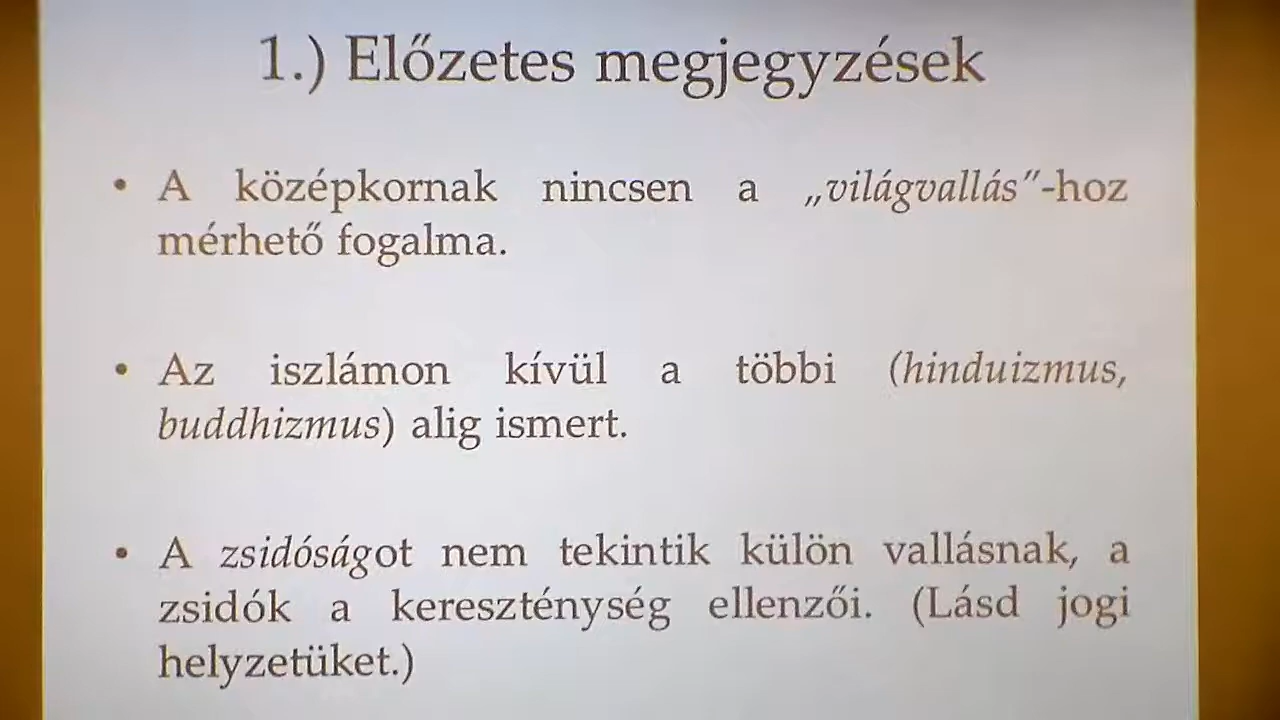 1.) Előzetes megjegyzések
• A középkornak nincsen a „világvallás”-hoz
mérhető fogalma.
• Az iszlámon kívül a többi (hinduizmus,
buddhizmus) alig ismert.
• A zsidóságot nem tekintik külön vallásnak, a
zsidók a kereszténység ellenzői. (Lásd jogi
helyzetüket.)